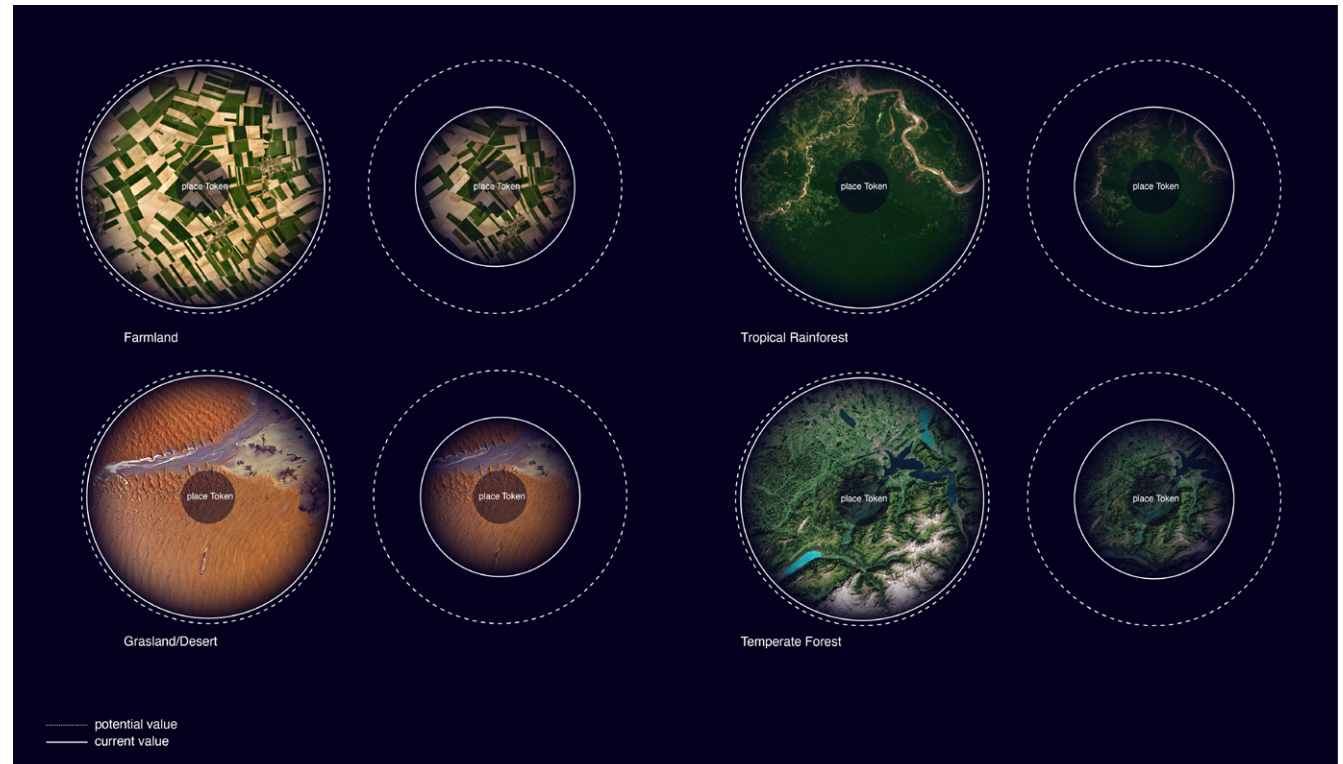 place Token
place Token
place Token
place Token
Farmland
Tropical Rainforest
place Token
place Token
place Token
place Token
Grasland/Desert
Temperate Forest
potential value
current value